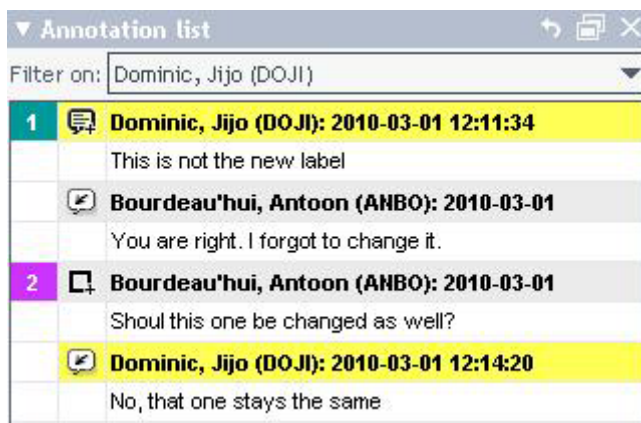 Annotation list
Filter on: Dominic, Jijo (DOJI)
1 Dominic, Jijo (DOJI): 2010-03-01 12:11:34
This is not the new label
Bourdeau'hui, Antoon (ANBO): 2010-03-01
You are right. I forgot to change it.
2 Bourdeau'hui, Antoon (ANBO): 2010-03-01
Shoul this one be changed as well?
Dominic, Jijo (DOJI): 2010-03-01 12:14:20
No, that one stays the same